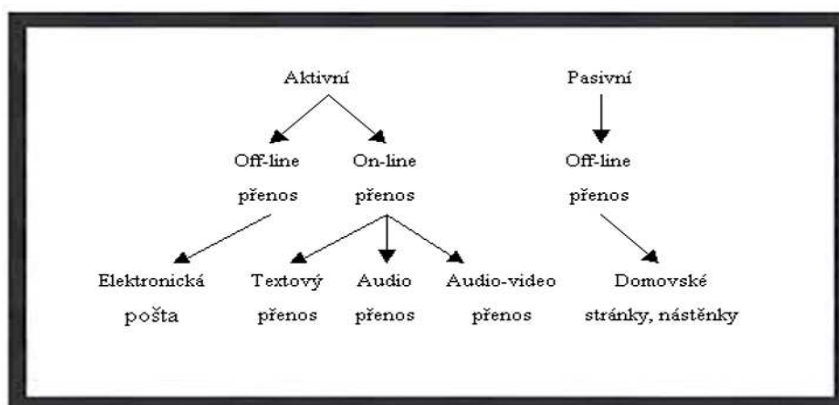 Aktivní
Pasivní
Off-line
přenos
On-line
přenos
Off-line
přenos
Elektronická
pošta
Textový
přenos
Audio
přenos
Audio-video
přenos
Domovské
stránky, nástěnky